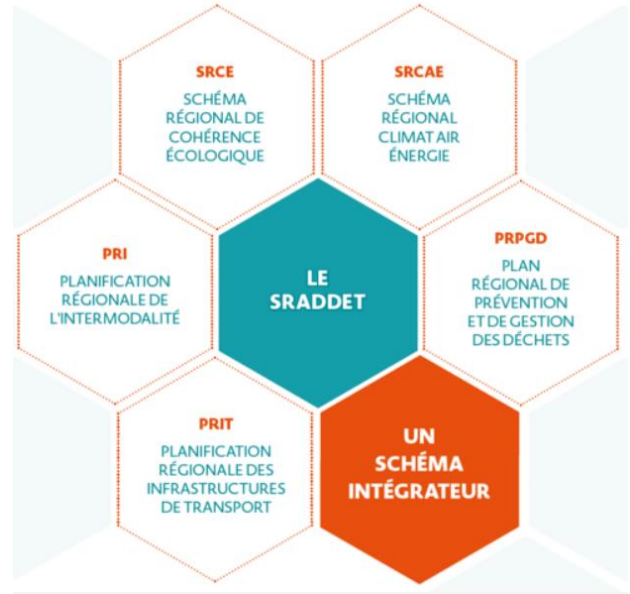 SRCE
SCHÉMA
RÉGIONAL DE
COHÉRENCE
ÉCOLOGIQUE
SRCAE
SCHÉMA
RÉGIONAL
CLIMAT AIR
ÉNERGIE
PRI
PLANIFICATION
RÉGIONALE DE
L'INTERMODALITÉ
LE
SRADDET
PRPGD
PLAN
RÉGIONAL DE
PRÉVENTION
ET DE GESTION
DES DÉCHETS
PRIT
PLANIFICATION
RÉGIONALE DES
INFRASTRUCTURES
DE TRANSPORT
UN
SCHÉMA
INTÉGRATEUR